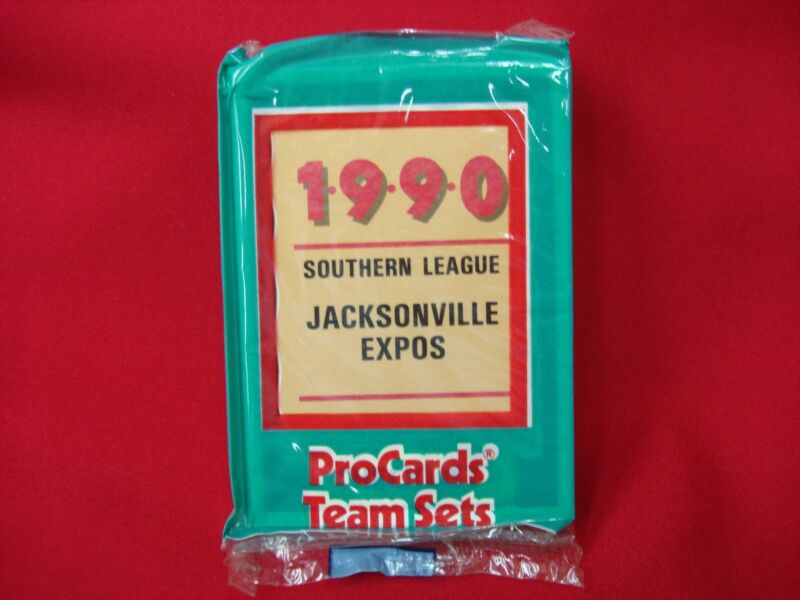 1·9·9·0
SOUTHERN LEAGUE
JACKSONVILLE
EXPOS
ProCards®
Team Sets